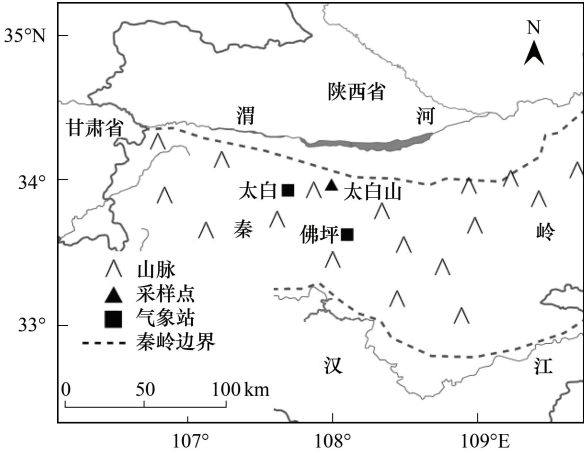 35°N
N
陕西省
渭 河
甘肃省
34°
太白 太白山
秦 佛坪 岭
山脉
采样点
气象站
33°
秦岭边界
汉 江
0 50 100 km
107° 108° 109°E